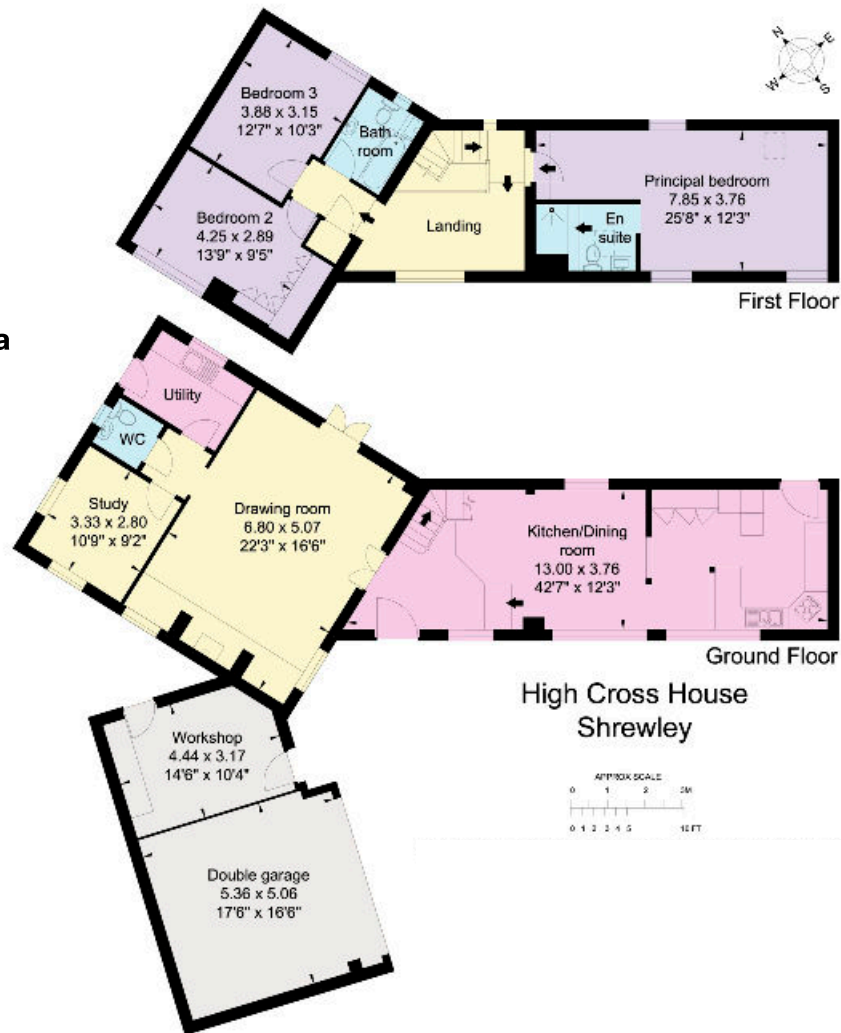 N
E
W
S
Bedroom 3
3.88 x 3.15
12'7" x 10'3"
Bath
room
Principal bedroom
7.85 x 3.76
25'8" x 12'3"
Bedroom 2
4.25 x 2.89
13'9" x 9'5"
Landing
En
suite
First Floor
a
Utility
WC
Study
3.33 x 2.80
10'9" x 9'2"
Drawing room
6.80 x 5.07
22'3" x 16'6"
Kitchen/Dining
room
13.00 x 3.76
42'7" x 12'3"
Ground Floor
High Cross House
Shrewley
Workshop
4.44 x 3.17
14'6" x 10'4"
APPROX SCALE
0 1 2 3M
0 1 2 3 4 5 10 FT
Double garage
5.36 x 5.06
17'6" x 16'6"